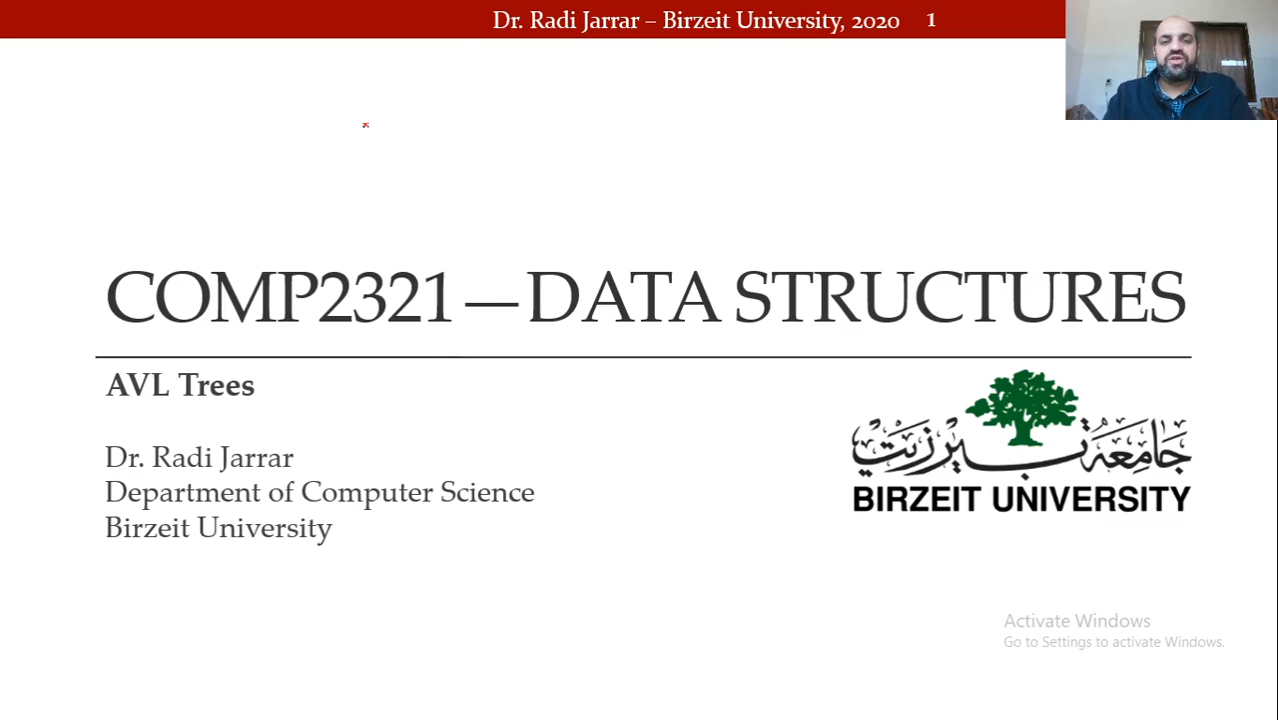 Dr. Radi Jarrar – Birzeit University, 2020 1
COMP2321—DATA STRUCTURES
AVL Trees
Dr. Radi Jarrar
Department of Computer Science
Birzeit University
جامعة بيرزيت
BIRZEIT UNIVERSITY
Activate Windows
Go to Settings to activate Windows.